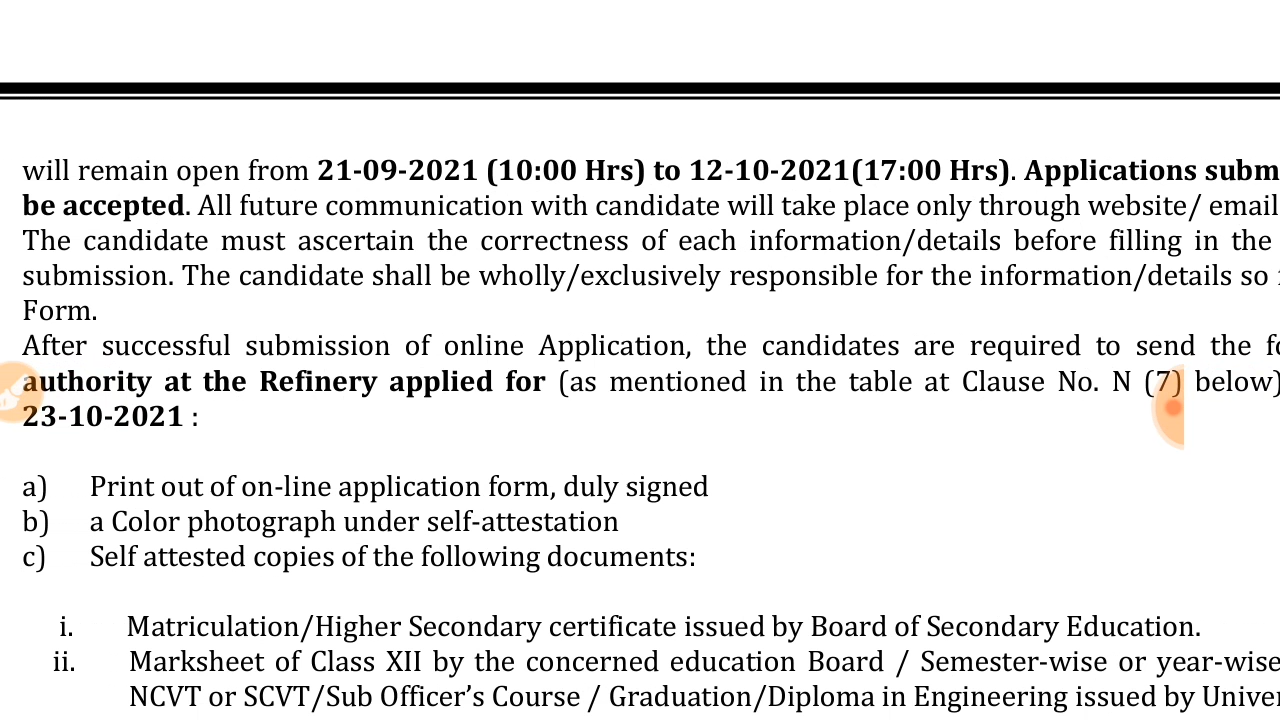 will remain open from 21-09-2021 (10:00 Hrs) to 12-10-2021(17:00 Hrs). Applications subm
be accepted. All future communication with candidate will take place only through website/ email
The candidate must ascertain the correctness of each information/details before filling in the
submission. The candidate shall be wholly/exclusively responsible for the information/details so
Form.
After successful submission of online Application, the candidates are required to send the fo
authority at the Refinery applied for (as mentioned in the table at Clause No. N (7) below)
23-10-2021 :
a) Print out of on-line application form, duly signed
b) a Color photograph under self-attestation
c) Self attested copies of the following documents:
i. Matriculation/Higher Secondary certificate issued by Board of Secondary Education.
ii. Marksheet of Class XII by the concerned education Board / Semester-wise or year-wise
NCVT or SCVT/Sub Officer’s Course / Graduation/Diploma in Engineering issued by Univer